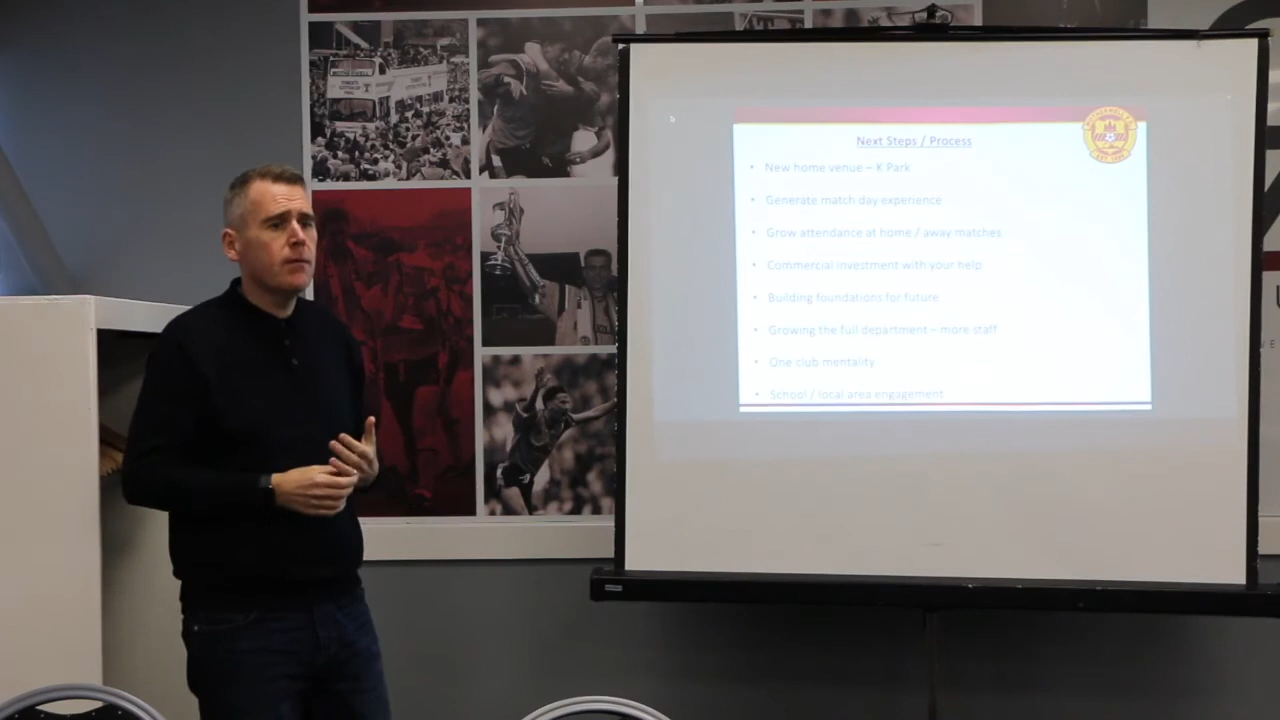 MOTHERWELL
Next Steps / Process
MOTHERWELL F.C.
• New home venue – K Park
• Generate match day experience
• Grow attendance at home / away matches
• Commercial investment with your help
• Building foundations for future
• Growing the full department – more staff
• One club mentality
• School / local area engagement